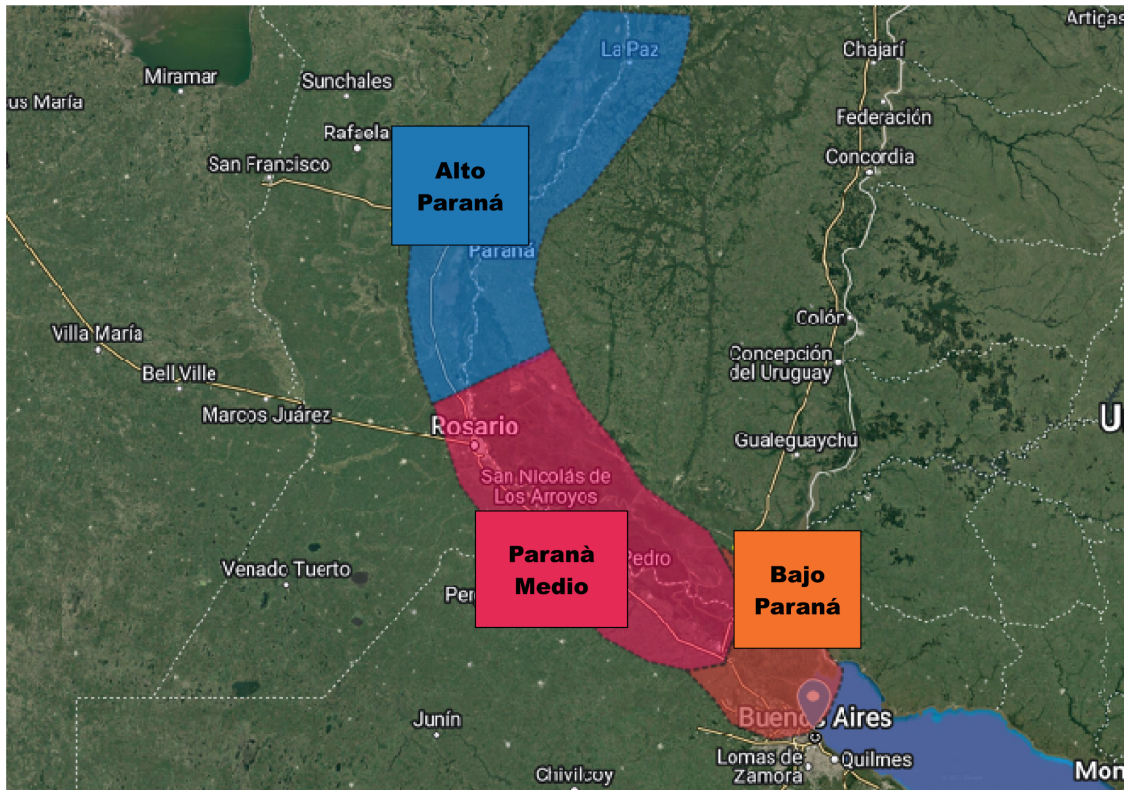 Artigas
La Paz
Chajarí
Miramar
Sunchales
sus María
Federación
Rafaela
Concordia
San Francisco
Alto
Paraná
Paraná
Colón
Villa María
Concepción
del Uruguay
Bell Ville
Marcos Juárez
Rosario
Gualeguaychú
San Nicolás de
Los Arroyos
Paranà
Medio
Pedro
Bajo
Paraná
Venado Tuerto
Per
Junín
Buenos Aires
Lomas de
Zamora
Quilmes
Chivilcoy
Mon
U